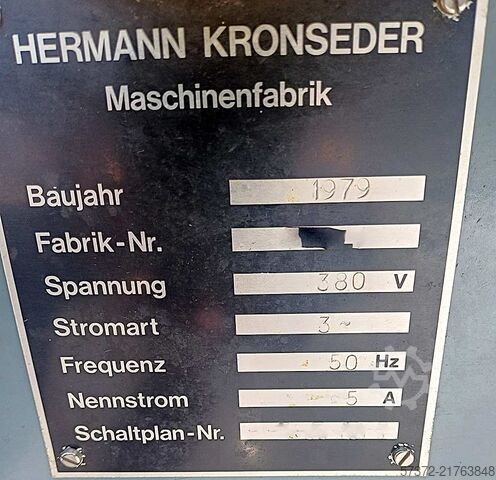 HERMANN KRONSEDER
Maschinenfabrik
Baujahr 1979
Fabrik-Nr.
Spannung 380 V
Stromart 3~
Frequenz 50 Hz
Nennstrom 5 A
Schaltplan-Nr.
57372-21763848